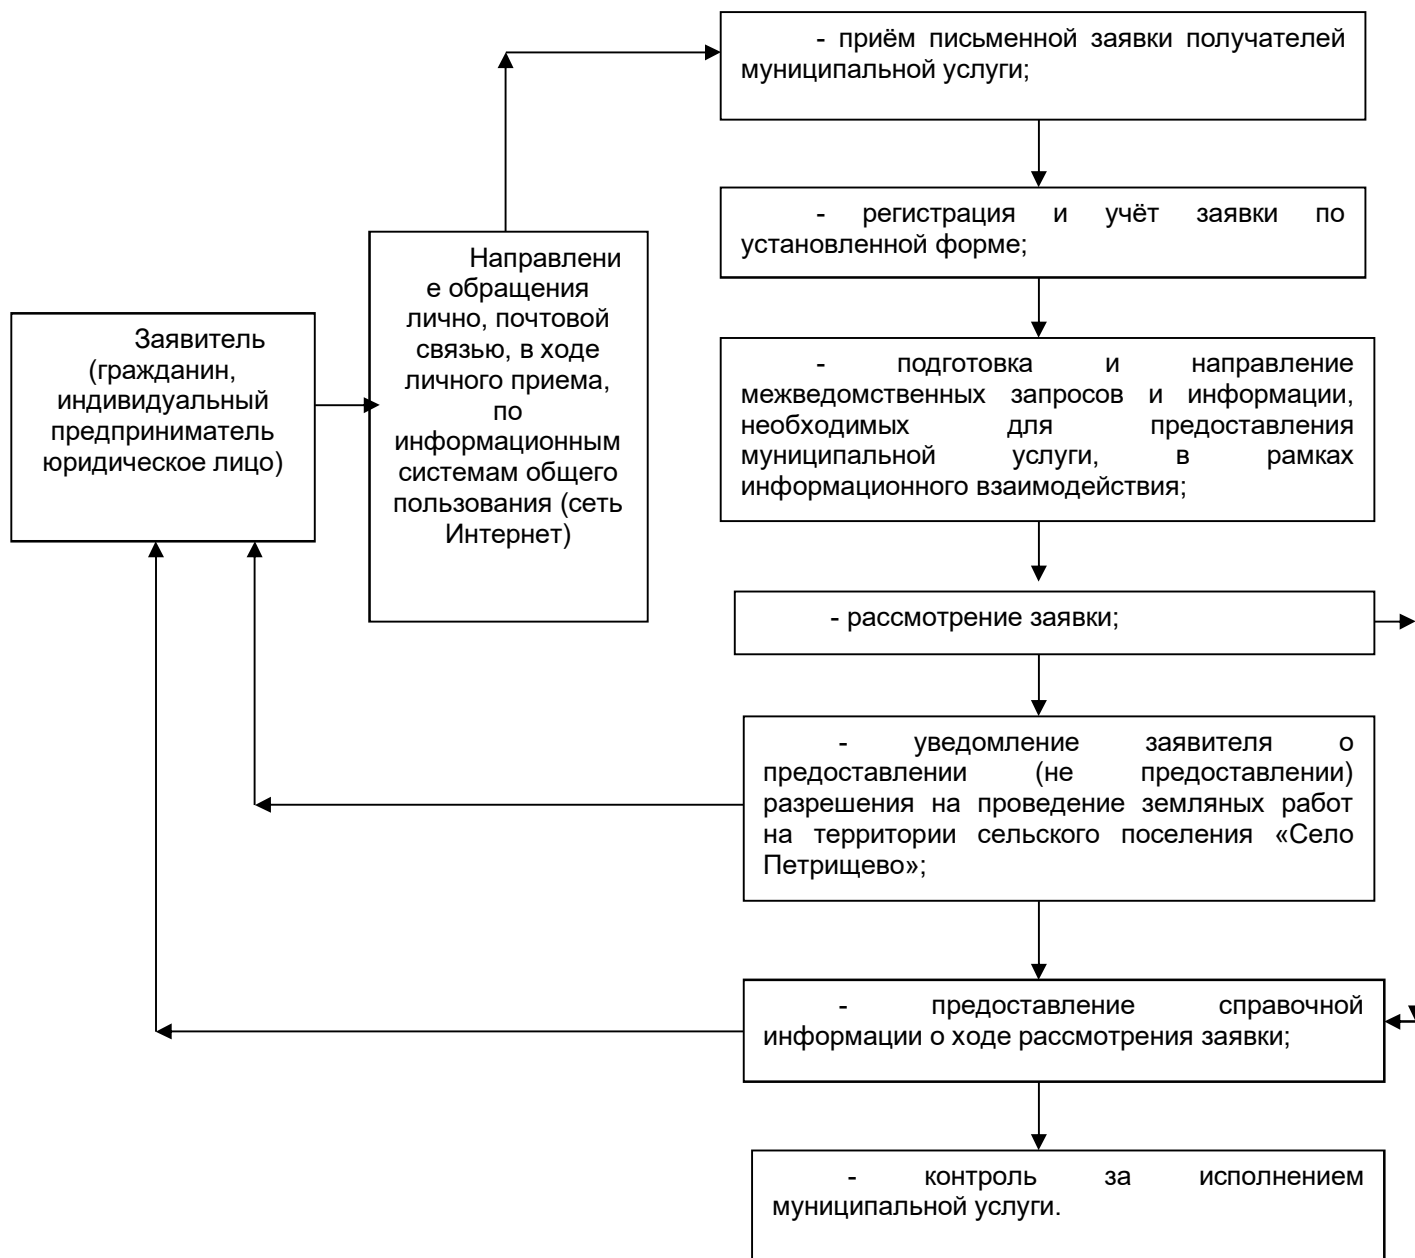 Заявитель
(гражданин,
индивидуальный
предприниматель
юридическое лицо)
Направлени
е обращения
лично, почтовой
связью, в ходе
личного приема,
по
информационным
системам общего
пользования (сеть
Интернет)
- приём письменной заявки получателей
муниципальной услуги;
- регистрация и учёт заявки по
установленной форме;
- подготовка и направление
межведомственных запросов и информации,
необходимых для предоставления
муниципальной услуги, в рамках
информационного взаимодействия;
- рассмотрение заявки;
- уведомление заявителя о
предоставлении (не предоставлении)
разрешения на проведение земляных работ
на территории сельского поселения «Село
Петрищево»;
- предоставление справочной
информации о ходе рассмотрения заявки;
- контроль за исполнением
муниципальной услуги.